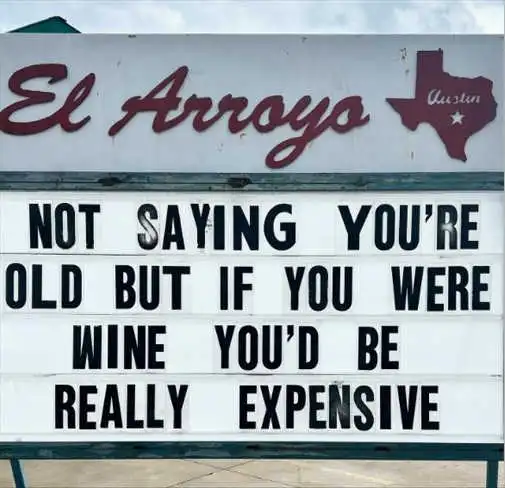 El Arroyo
Austin
NOT SAYING YOU'RE
OLD BUT IF YOU WERE
WINE YOU'D BE
REALLY EXPENSIVE